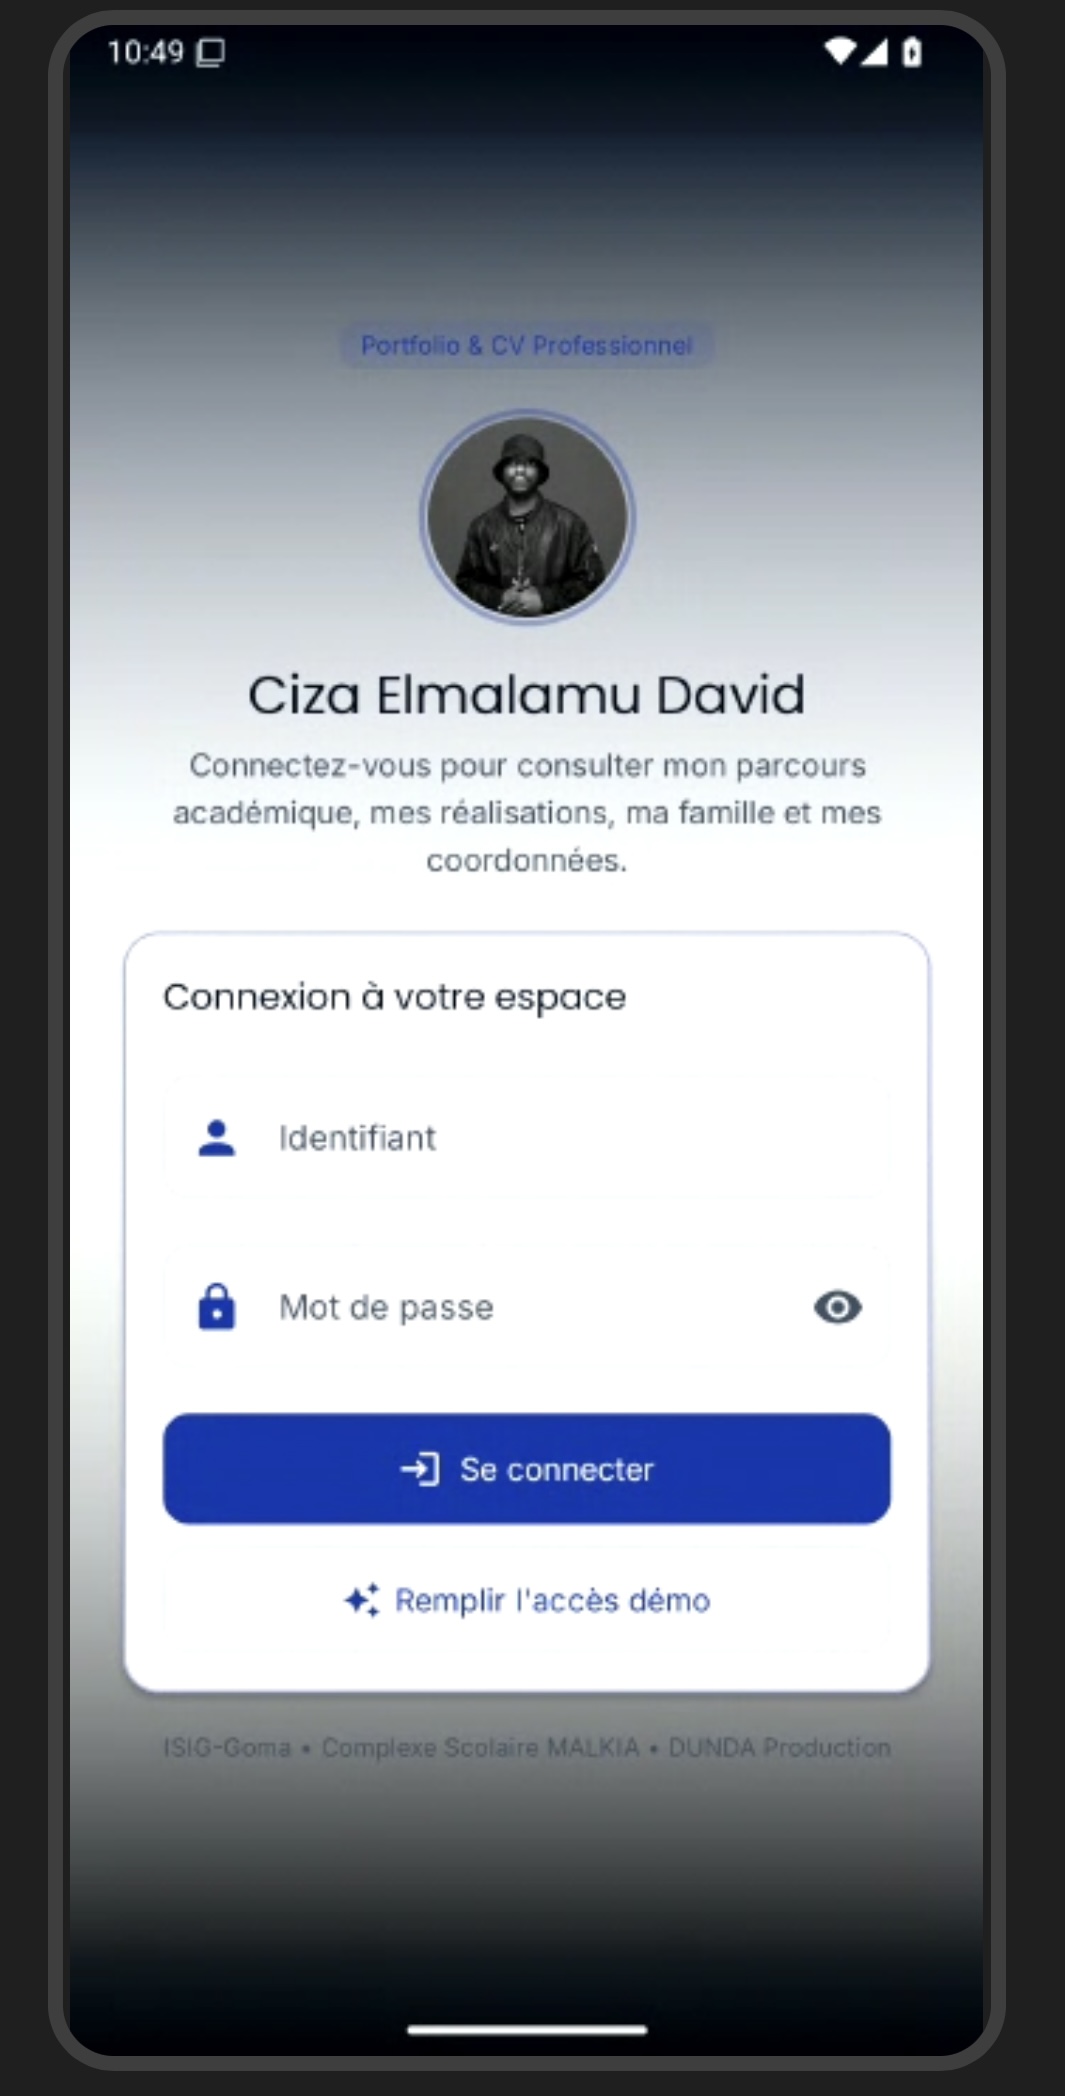 10:49
Portfolio & CV Professionnel
Ciza Elmalamu David
Connectez-vous pour consulter mon parcours
académique, mes réalisations, ma famille et mes
coordonnées.
Connexion à votre espace
Identifiant
Mot de passe
Se connecter
Remplir l'accès démo
ISIG-Goma • Complexe Scolaire MALKIA • DUNDA Production